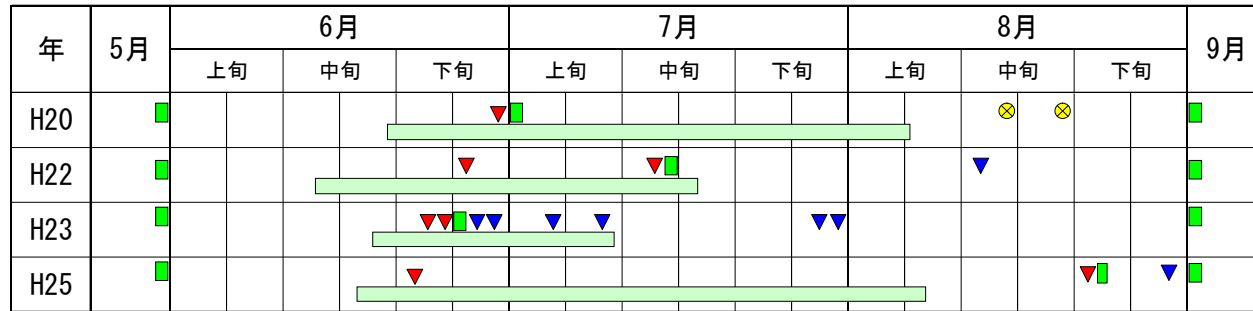 年 5月 6月 7月 8月 9月
上旬 中旬 下旬 上旬 中旬 下旬 上旬 中旬 下旬
H20
H22
H23
H25